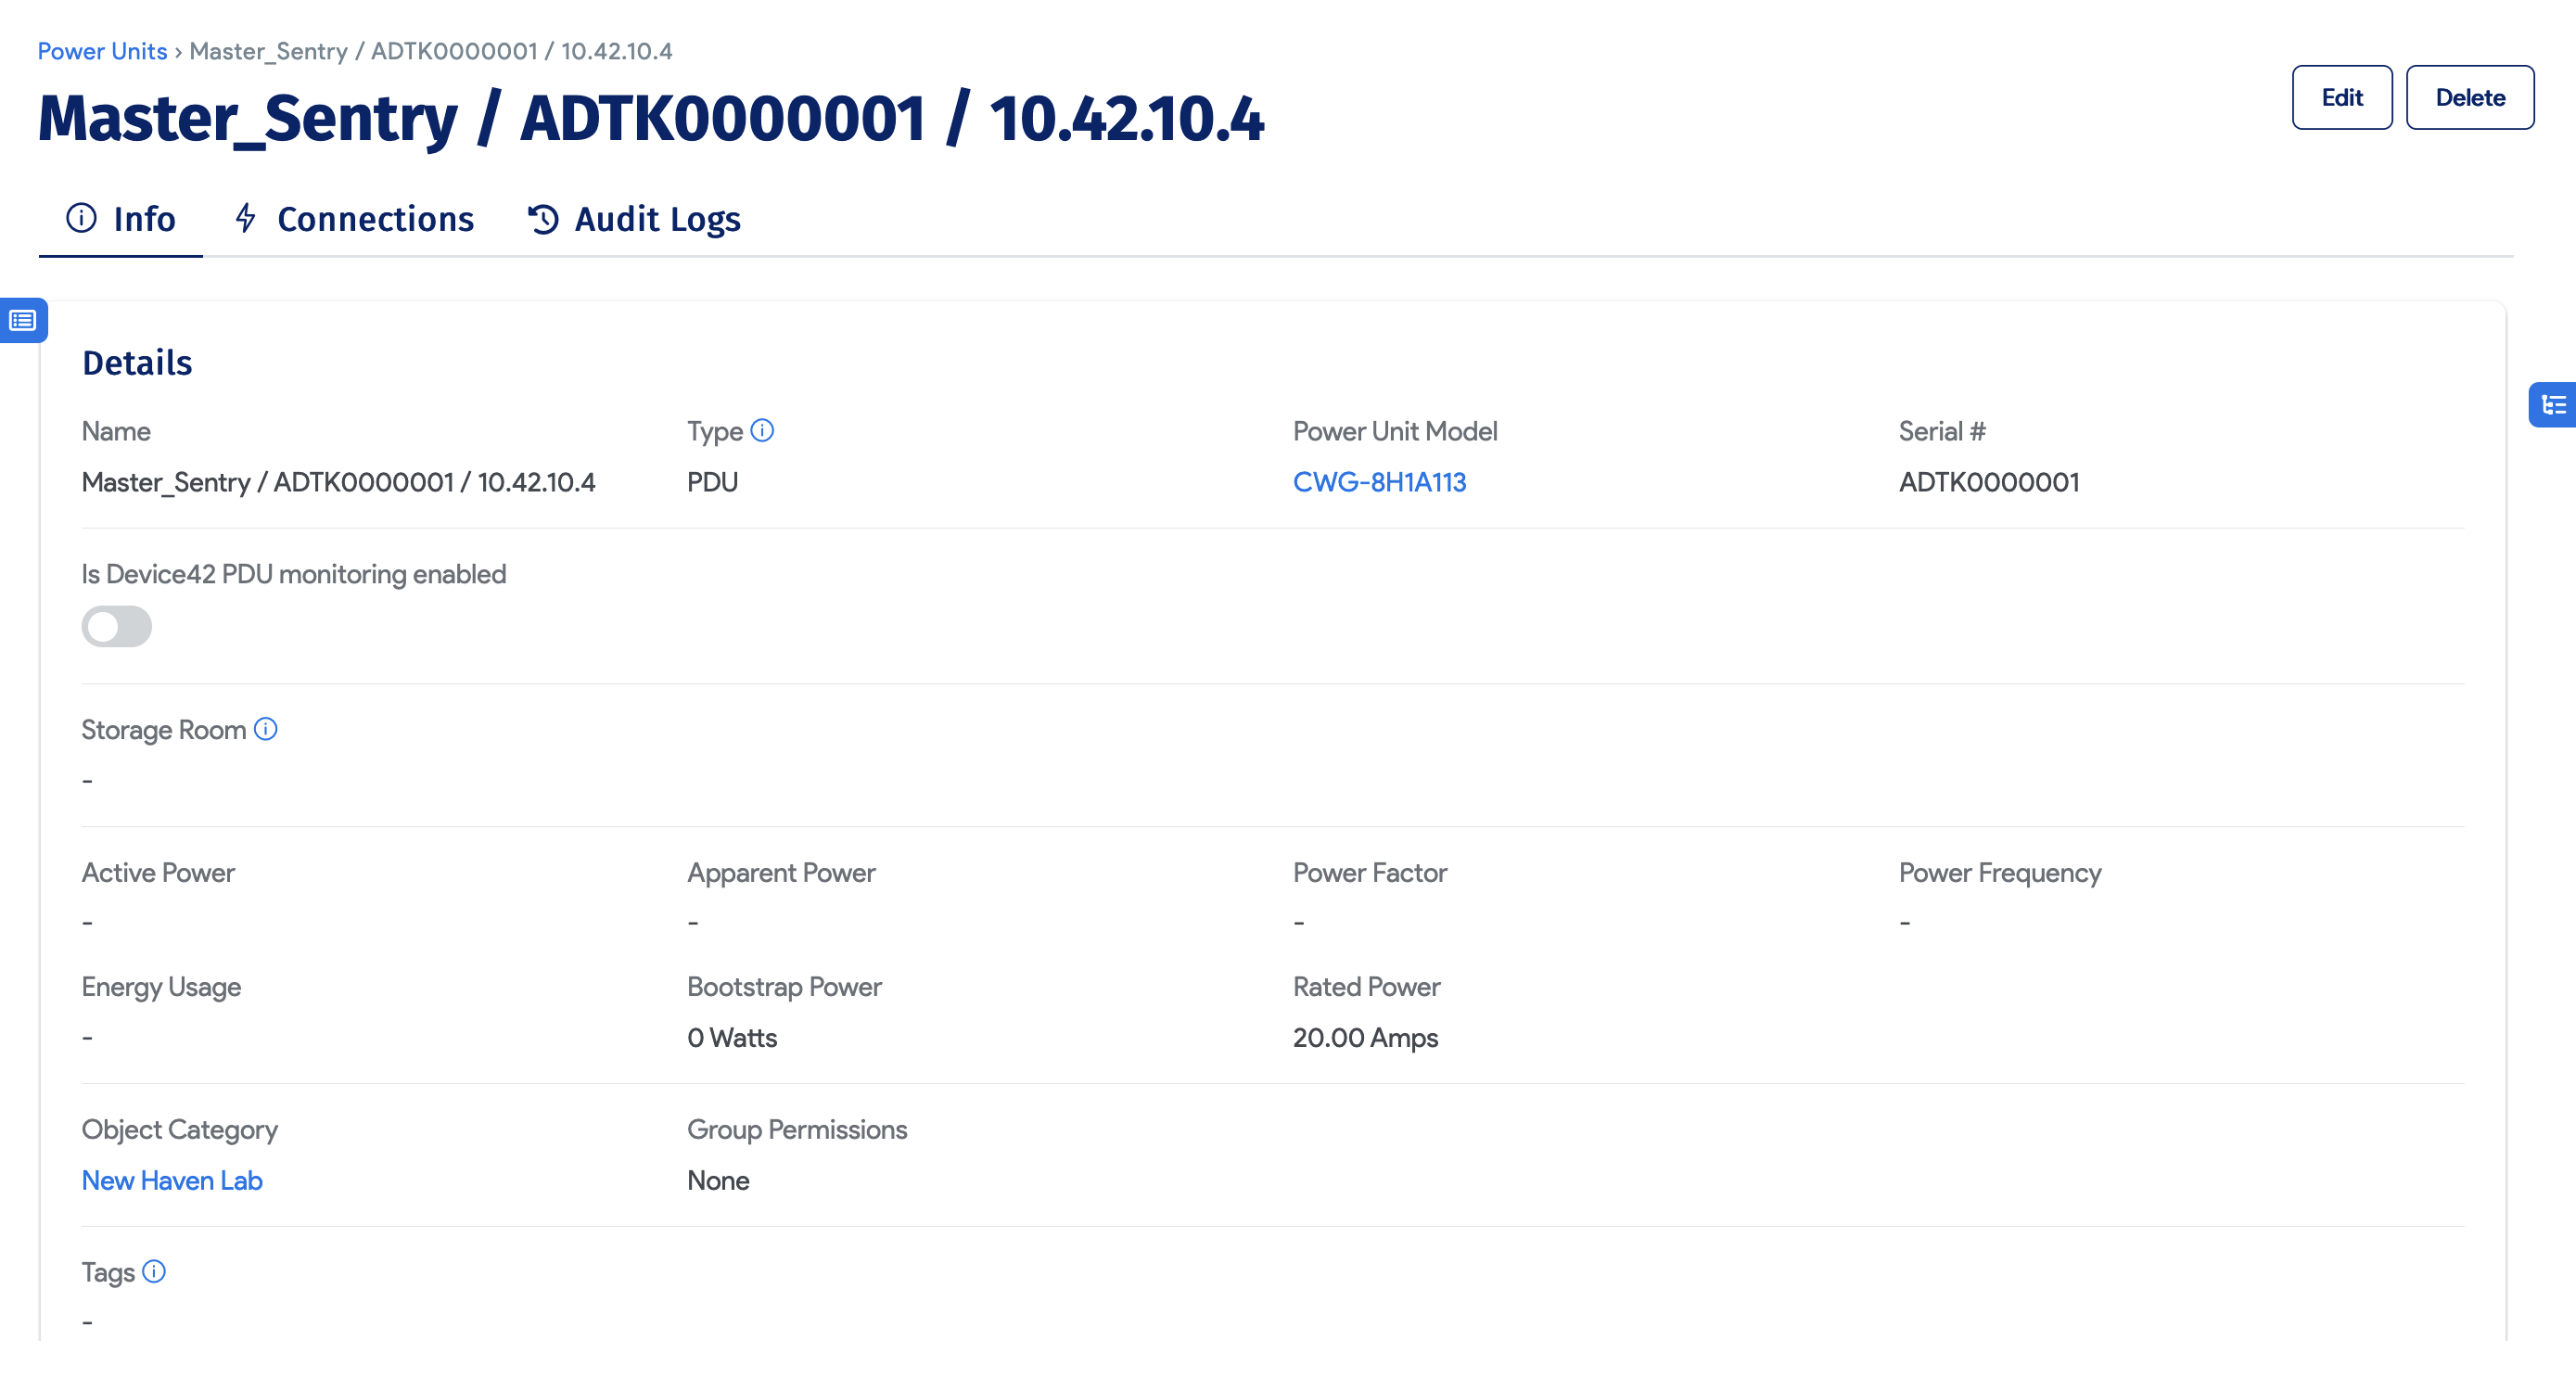 Power Units › Master_Sentry / ADTK0000001 / 10.42.10.4
Master_Sentry / ADTK0000001 / 10.42.10.4
Edit
Delete
Info
Connections
Audit Logs
Details
Name
Type
Power Unit Model
Serial #
Master_Sentry / ADTK0000001 / 10.42.10.4
PDU
CWG-8H1A113
ADTK0000001
Is Device42 PDU monitoring enabled
Storage Room
-
Active Power
Apparent Power
Power Factor
Power Frequency
-
-
-
-
Energy Usage
Bootstrap Power
Rated Power
-
0 Watts
20.00 Amps
Object Category
Group Permissions
New Haven Lab
None
Tags
-